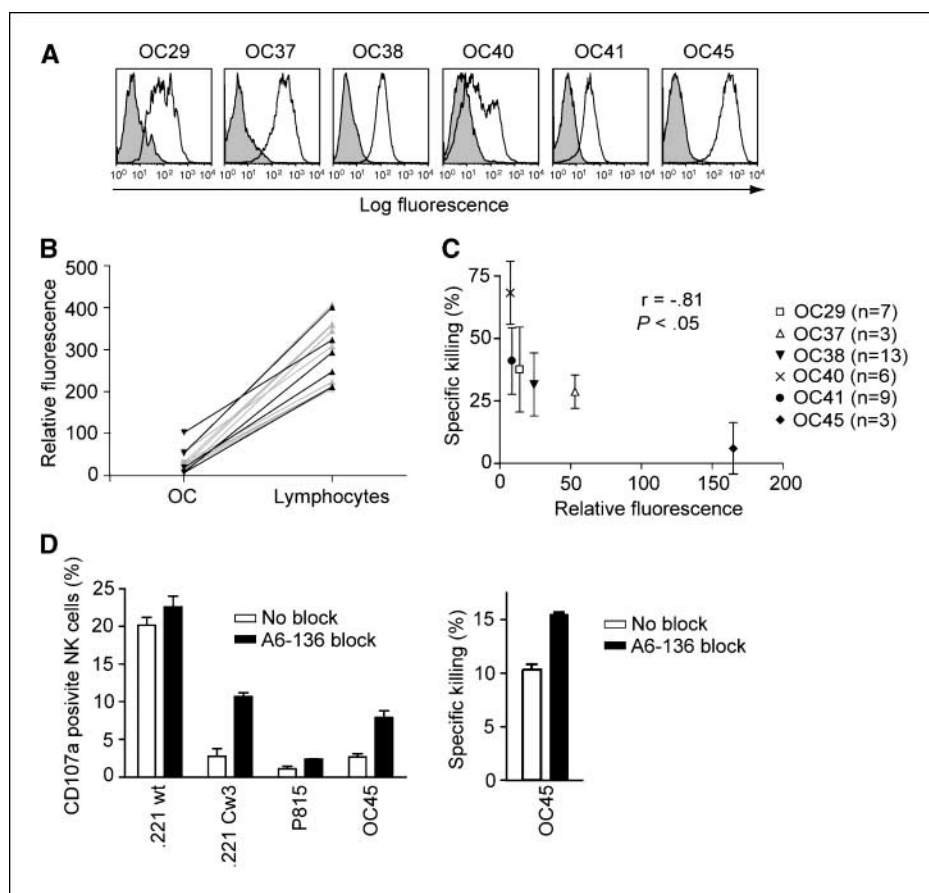 A
OC29 OC37 OC38 OC40 OC41 OC45
10⁰ 10¹ 10² 10³ 10⁴ 10⁰ 10¹ 10² 10³ 10⁴ 10⁰ 10¹ 10² 10³ 10⁴ 10⁰ 10¹ 10² 10³ 10⁴ 10⁰ 10¹ 10² 10³ 10⁴ 10⁰ 10¹ 10² 10³ 10⁴
Log fluorescence
B
Relative fluorescence
500
400
300
200
100
0
OC Lymphocytes
C
Specific killing (%)
75
50
25
0
r = -.81
P < .05
OC29 (n=7)
OC37 (n=3)
OC38 (n=13)
OC40 (n=6)
OC41 (n=9)
OC45 (n=3)
0 50 100 150 200
Relative fluorescence
D
CD107a posivite NK cells (%)
25
20
15
10
5
0
No block
A6-136 block
.221 wt
.221 Cw3
P815
OC45
Specific killing (%)
15
10
5
0
No block
A6-136 block
OC45